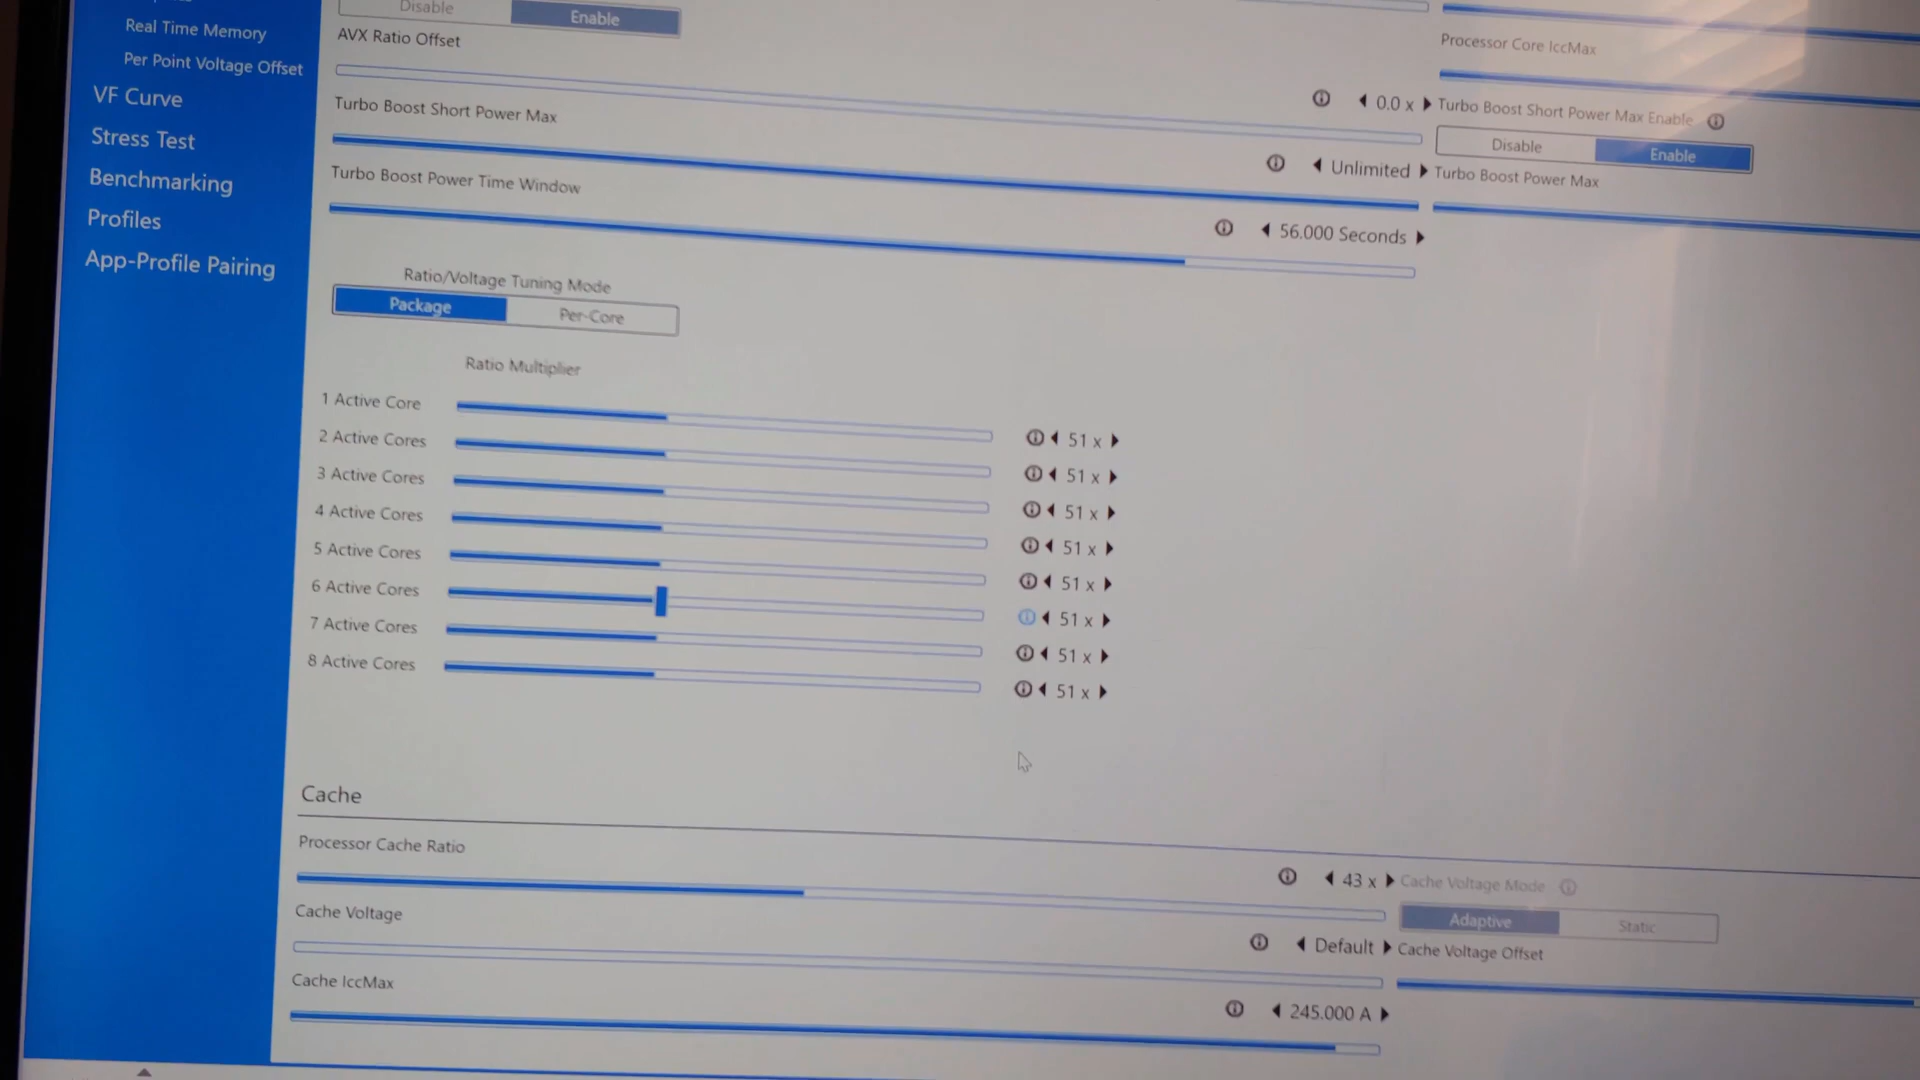 Real Time Memory
Per Point Voltage Offset
VF Curve
Stress Test
Benchmarking
Profiles
App-Profile Pairing
Disable Enable
AVX Ratio Offset
0.0 x
Turbo Boost Short Power Max
Unlimited
Turbo Boost Power Time Window
56.000 Seconds
Processor Core IccMax
Turbo Boost Short Power Max Enable
Disable Enable
Turbo Boost Power Max
Ratio/Voltage Tuning Mode
Package Per-Core
Ratio Multiplier
1 Active Core 51 x
2 Active Cores 51 x
3 Active Cores 51 x
4 Active Cores 51 x
5 Active Cores 51 x
6 Active Cores 51 x
7 Active Cores 51 x
8 Active Cores 51 x
Cache
Processor Cache Ratio
43 x
Cache Voltage Mode
Adaptive Static
Cache Voltage
Default
Cache Voltage Offset
Cache IccMax
245.000 A